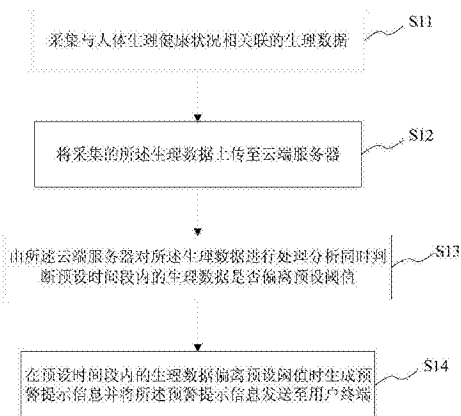 S11
采集与人体生理健康状况相关联的生理数据
S12
将采集的所述生理数据上传至云端服务器
S13
由所述云端服务器对所述生理数据进行处理分析同时判
断预设时间段内的生理数据是否偏离预设阈值
S14
在预设时间段内的生理数据偏离预设阈值时生成预
警提示信息并将所述预警提示信息发送至用户终端